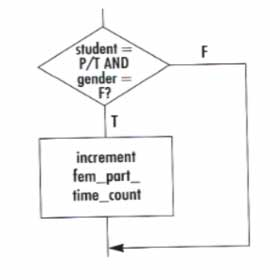 student =
P/T AND
gender =
F?
F
T
increment
fem_part_
time_count